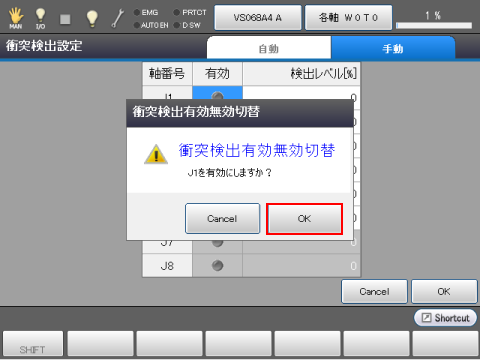 MAN I/O EMG PRTCT
AUTO EN D SW VS068A4 A 各軸 W 0 T 0 1 %
衝突検出設定 自動 手動
軸番号 有効 検出レベル[%]
J1 0
衝突検出有効無効切替
衝突検出有効無効切替
J1を有効にしますか？
Cancel OK
J7 0
J8 0
Cancel OK
Shortcut
SHIFT